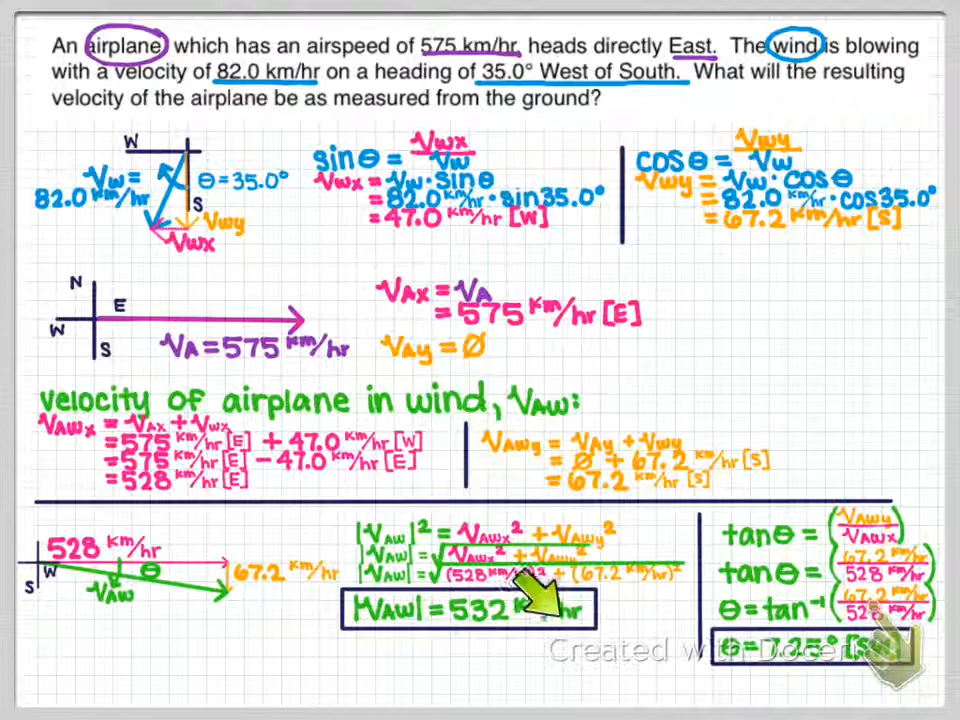 An airplane, which has an airspeed of 575 km/hr, heads directly East. The wind is blowing
with a velocity of 82.0 km/hr on a heading of 35.0° West of South. What will the resulting
velocity of the airplane be as measured from the ground?
W
Vw =
82.0 km/hr
θ = 35.0°
S
Vwy
Vwx
sinθ = Vwx/Vw
Vwx = Vw · sinθ
= 82.0 km/hr · sin35.0°
= 47.0 km/hr [W]
Vwy
cosθ = Vw
Vwy = Vw · cosθ
= 82.0 km/hr · cos35.0°
= 67.2 km/hr [S]
N
E
W
S
VA = 575 km/hr
VAx = VA
= 575 km/hr [E]
VAy = Ø
velocity of airplane in wind, VAW:
VAWx = VAx + Vwx
= 575 km/hr [E] + 47.0 km/hr [W]
= 575 km/hr [E] − 47.0 km/hr [E]
= 528 km/hr [E]
VAWy = VAy + Vwy
= Ø + 67.2 km/hr [S]
= 67.2 km/hr [S]
528 km/hr
W
S
θ
VAW
67.2 km/hr
|VAW|² = VAWx² + VAWy²
|VAW| = √VAWx² + VAWy²
|VAW| = √(528 km/hr)² + (67.2 km/hr)²
|VAW| = 532 km/hr
tanθ = (VAWy/VAWx)
tanθ = (67.2 km/hr/528 km/hr)
θ = tan⁻¹(67.2 km/hr/528
θ = 7.25° [S
Created with Doceri